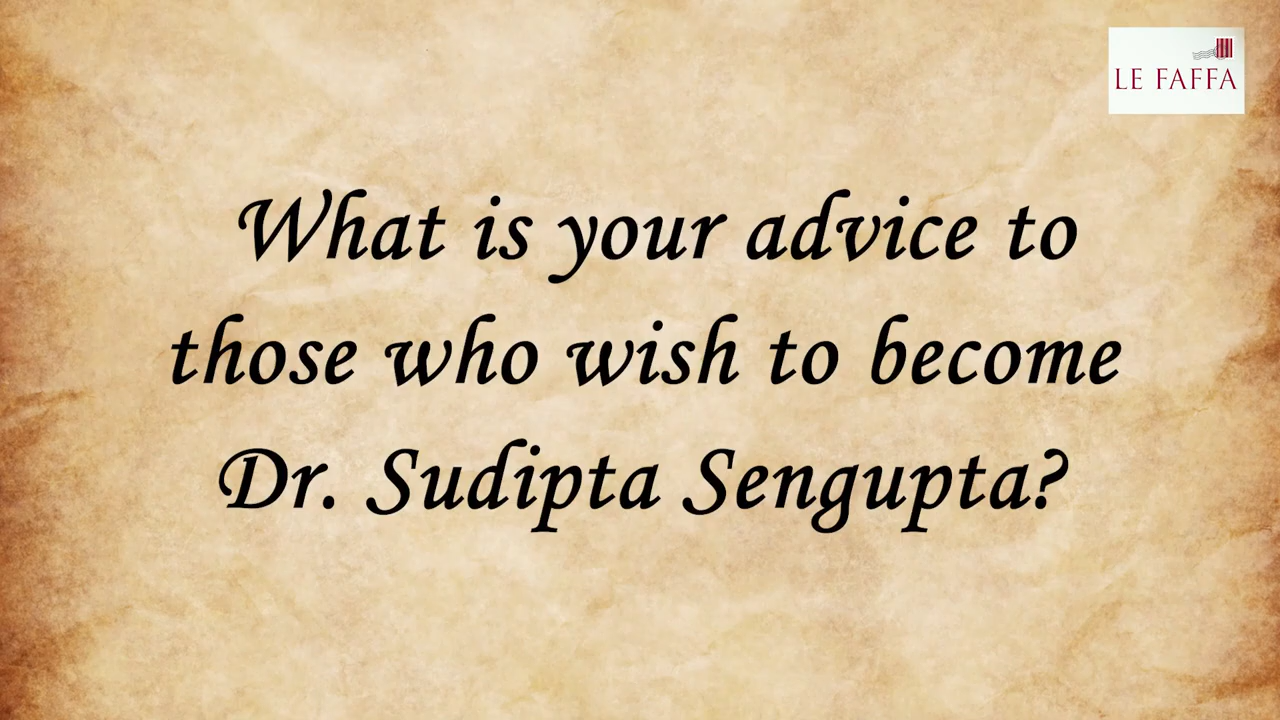 LE FAFFA
What is your advice to
those who wish to become
Dr. Sudipta Sengupta?